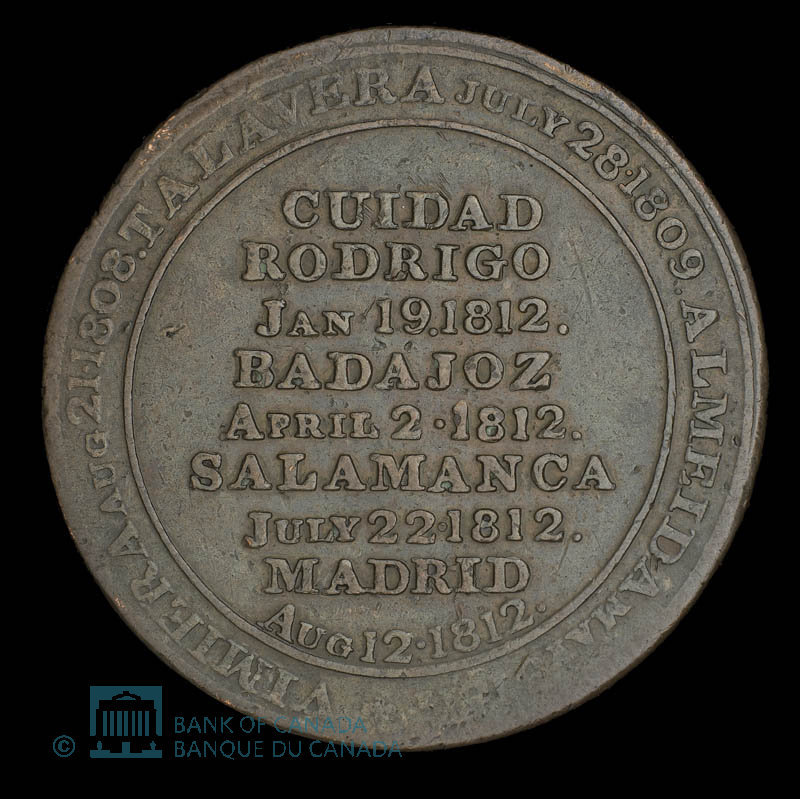 VIMIERA AUG 21·1808. TALAVERA JULY 28·1809. ALMEIDA
CUIDAD
RODRIGO
JAN 19.1812.
BADAJOZ
APRIL 2·1812.
SALAMANCA
JULY 22·1812.
MADRID
AUG 12·1812.
© BANK OF CANADA
BANQUE DU CANADA